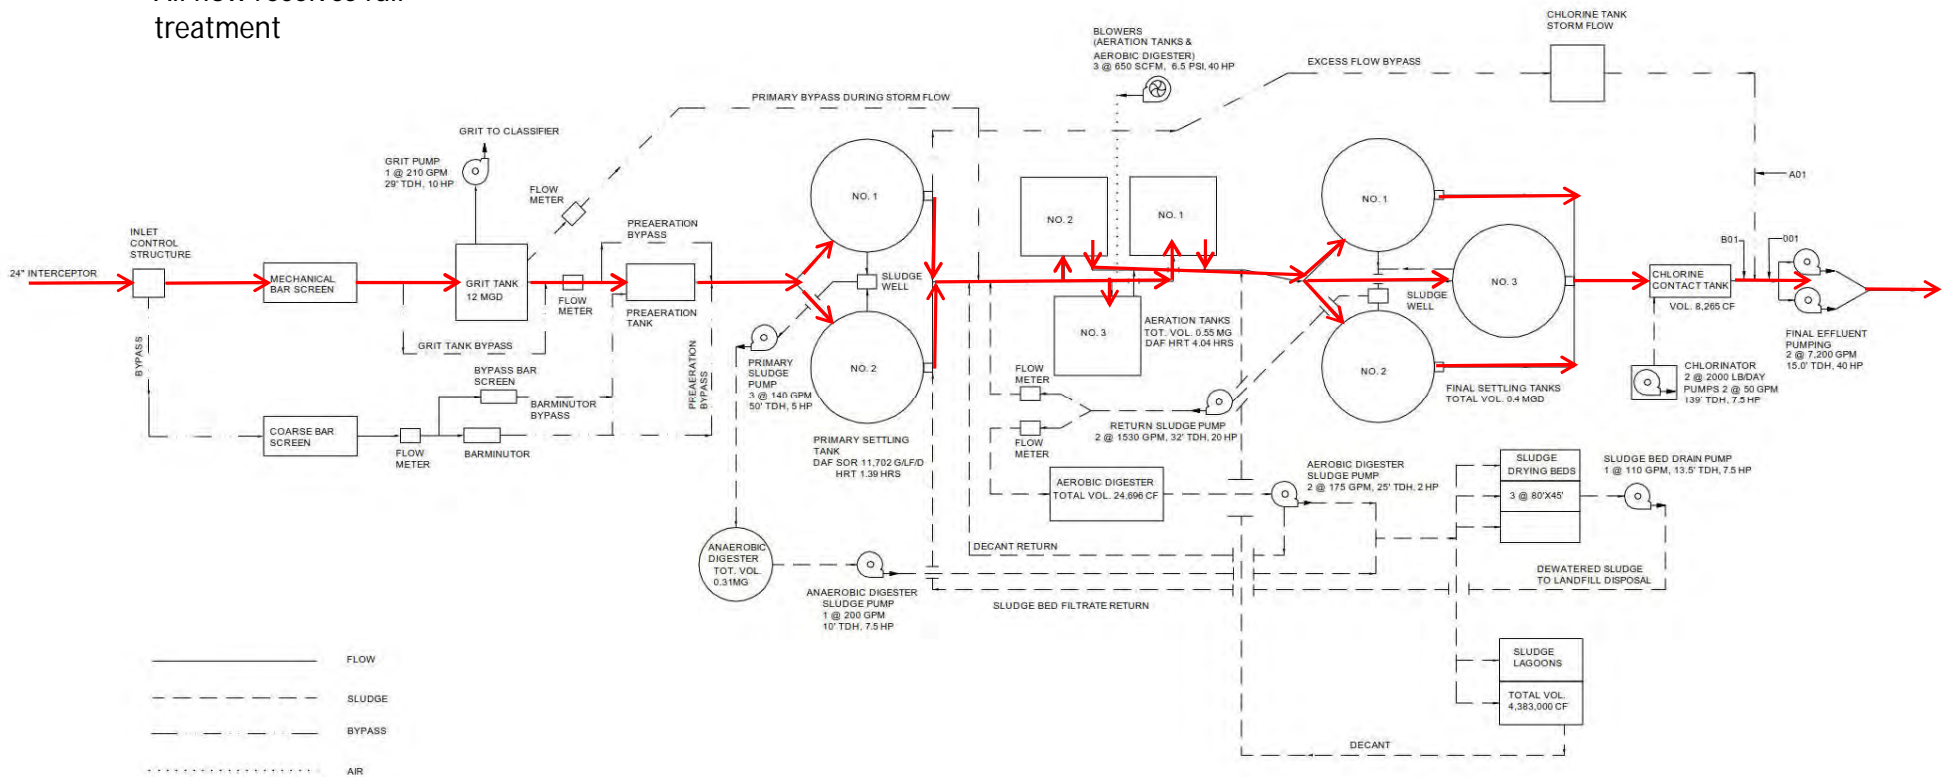 treatment
CHLORINE TANK
STORM FLOW
BLOWERS
(AERATION TANKS &
AEROBIC DIGESTER)
3 @ 650 SCFM, 6.5 PSI, 40 HP
EXCESS FLOW BYPASS
PRIMARY BYPASS DURING STORM FLOW
GRIT TO CLASSIFIER
GRIT PUMP
1 @ 210 GPM
29' TDH, 10 HP
FLOW
METER
INLET
CONTROL
STRUCTURE
PREAERATION
BYPASS
NO. 1
NO. 2
NO. 1
NO. 1
A01
24" INTERCEPTOR
MECHANICAL
BAR SCREEN
GRIT TANK
12 MGD
FLOW
METER
PREAERATION
TANK
SLUDGE
WELL
NO. 3
SLUDGE
WELL
NO. 3
B01
001
CHLORINE
CONTACT TANK
VOL. 8,265 CF
GRIT TANK BYPASS
BYPASS
AERATION TANKS
TOT. VOL. 0.55 MG
DAF HRT 4.04 HRS
FINAL EFFLUENT
PUMPING
2 @ 7,200 GPM
15.0' TDH, 40 HP
BYPASS BAR
SCREEN
BARMINUTOR
BYPASS
PREAERATION
BYPASS
PRIMARY
SLUDGE
PUMP
3 @ 140 GPM
50' TDH, 5 HP
NO. 2
FLOW
METER
NO. 2
FINAL SETTLING TANKS
TOTAL VOL. 0.4 MGD
CHLORINATOR
2 @ 2000 LB/DAY
PUMPS 2 @ 50 GPM
139' TDH, 7.5 HP
COARSE BAR
SCREEN
FLOW
METER
BARMINUTOR
PRIMARY SETTLING
TANK
DAF SOR 11,702 G/LF/D
HRT 1.39 HRS
FLOW
METER
RETURN SLUDGE PUMP
2 @ 1530 GPM, 32' TDH, 20 HP
AEROBIC DIGESTER
TOTAL VOL. 24,696 CF
AEROBIC DIGESTER
SLUDGE PUMP
2 @ 175 GPM, 25' TDH, 2 HP
SLUDGE
DRYING BEDS
3 @ 80'X45'
SLUDGE BED DRAIN PUMP
1 @ 110 GPM, 13.5' TDH, 7.5 HP
ANAEROBIC
DIGESTER
TOT. VOL.
0.31MG
DECANT RETURN
ANAEROBIC DIGESTER
SLUDGE PUMP
1 @ 200 GPM
10' TDH, 7.5 HP
SLUDGE BED FILTRATE RETURN
DEWATERED SLUDGE
TO LANDFILL DISPOSAL
SLUDGE
LAGOONS
TOTAL VOL.
4,383,000 CF
DECANT
FLOW
SLUDGE
BYPASS
AIR